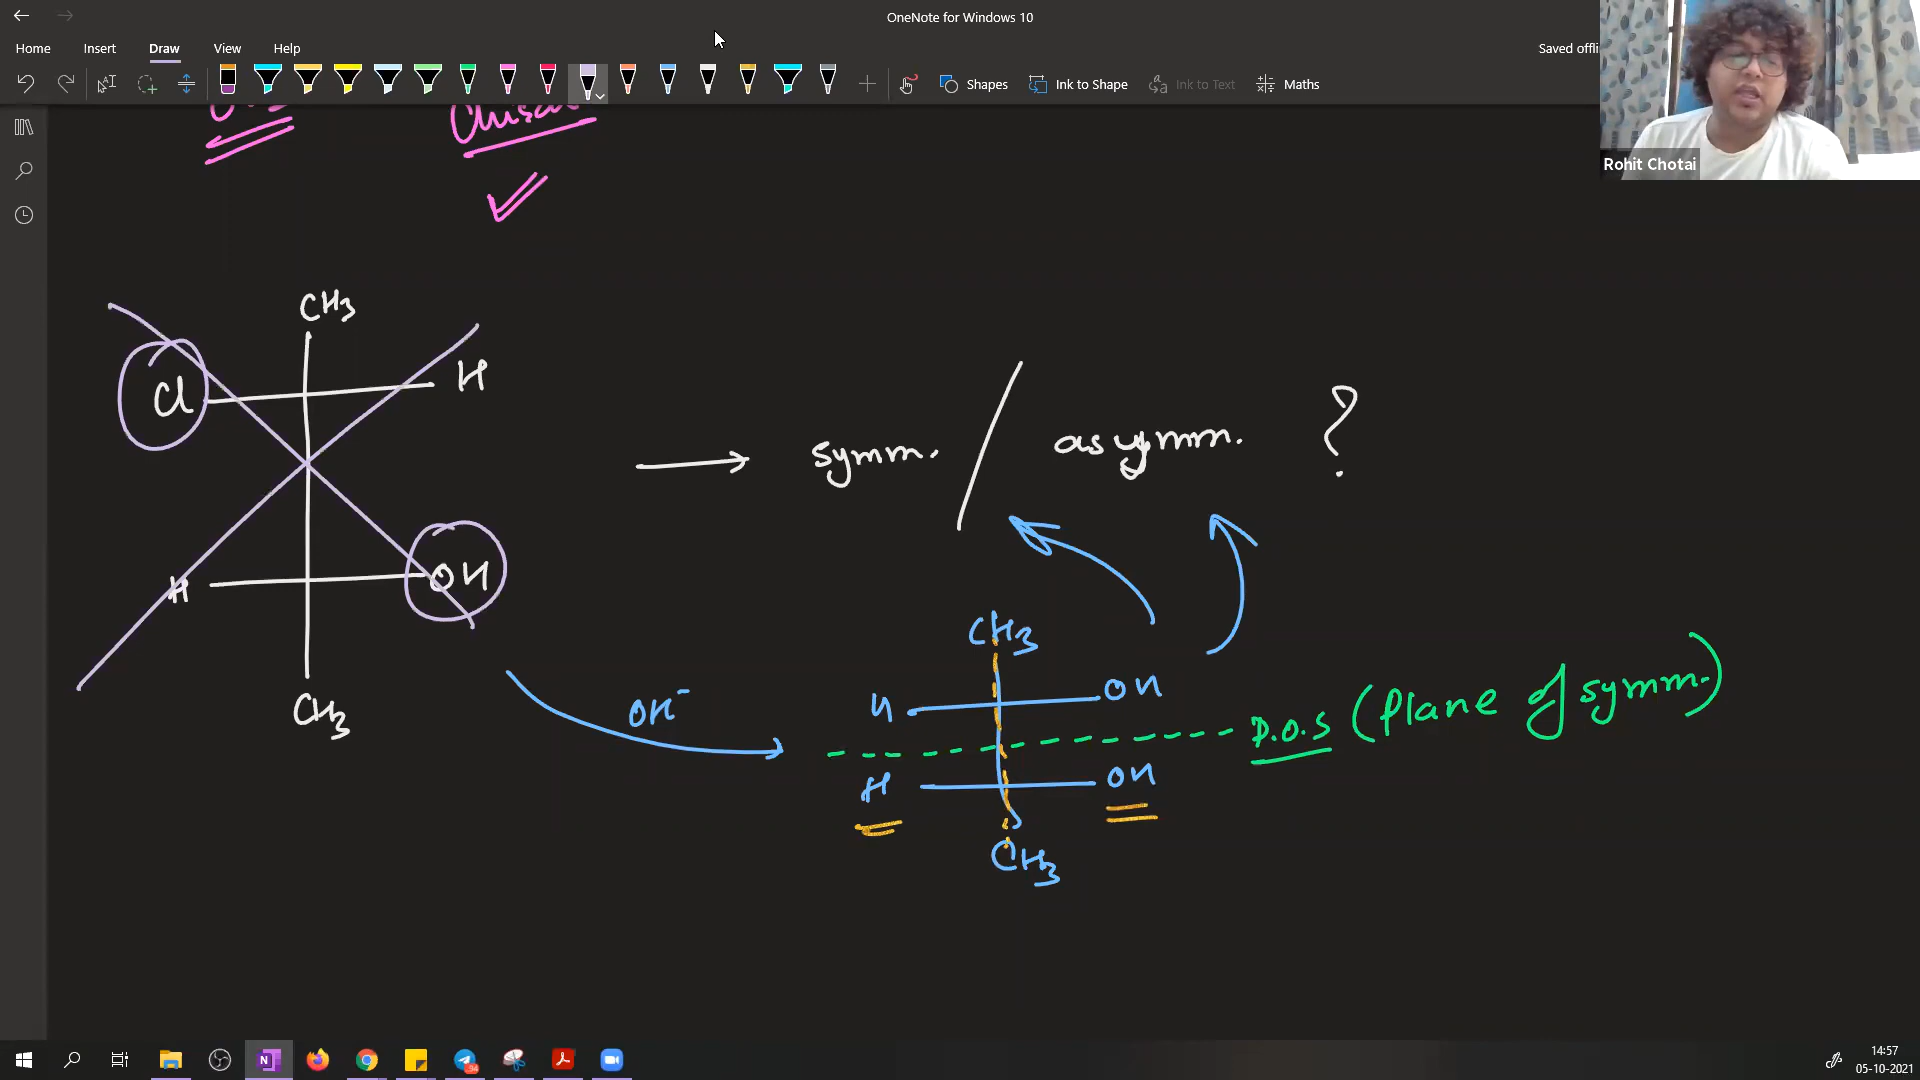 OneNote for Windows 10
Home Insert Draw View Help
Saved offli
Shapes Ink to Shape Ink to Text Maths
Rohit Chotai
CH3
Cl H
symm. / asymm. ?
H OH
CH3
OH-
CH3
H OH
P.O.S (Plane of symm.)
H OH
CH3
14:57
05-10-2021